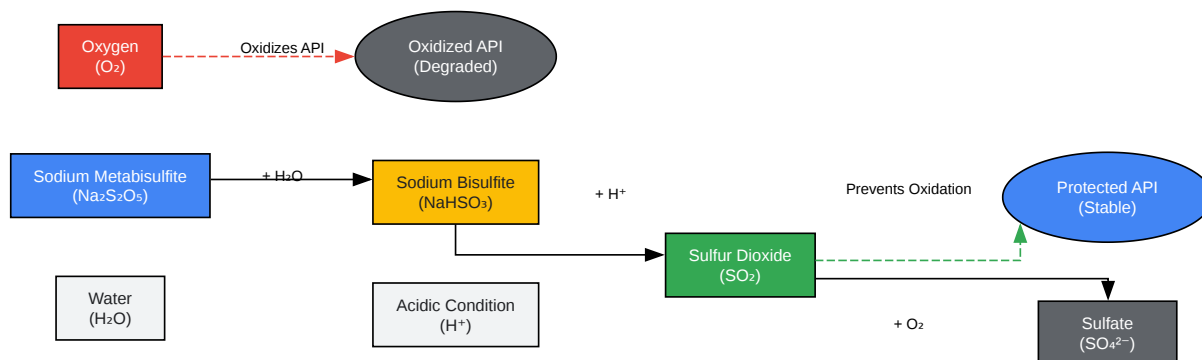 Oxygen
(O₂)
Oxidizes API
Oxidized API
(Degraded)
Sodium Metabisulfite
(Na₂S₂O₅)
+ H₂O
Sodium Bisulfite
(NaHSO₃)
+ H⁺
Prevents Oxidation
Protected API
(Stable)
Sulfur Dioxide
(SO₂)
Water
(H₂O)
Acidic Condition
(H⁺)
+ O₂
Sulfate
(SO₄²⁻)